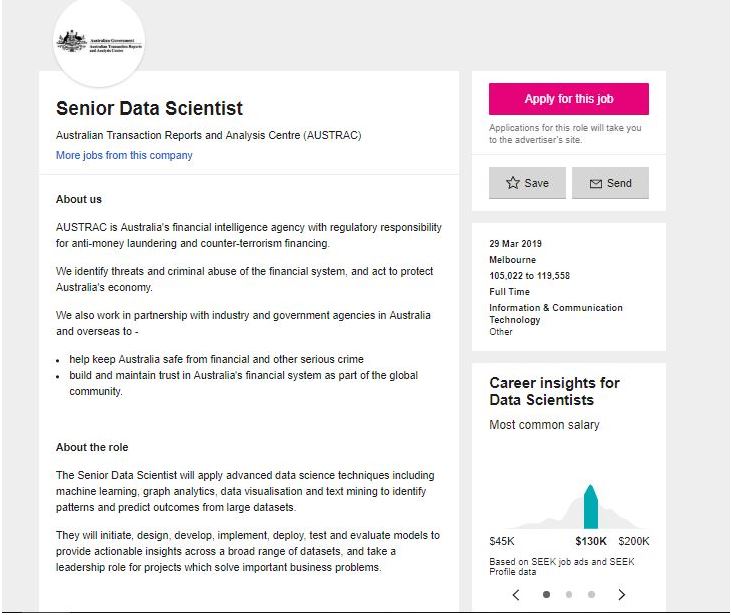 Australian Government
Australian Transaction Reports
and Analysis Centre
Senior Data Scientist
Australian Transaction Reports and Analysis Centre (AUSTRAC)
More jobs from this company
About us
AUSTRAC is Australia's financial intelligence agency with regulatory responsibility
for anti-money laundering and counter-terrorism financing.
We identify threats and criminal abuse of the financial system, and act to protect
Australia's economy.
We also work in partnership with industry and government agencies in Australia
and overseas to -
• help keep Australia safe from financial and other serious crime
• build and maintain trust in Australia's financial system as part of the global
community.
About the role
The Senior Data Scientist will apply advanced data science techniques including
machine learning, graph analytics, data visualisation and text mining to identify
patterns and predict outcomes from large datasets.
They will initiate, design, develop, implement, deploy, test and evaluate models to
provide actionable insights across a broad range of datasets, and take a
leadership role for projects which solve important business problems.
Apply for this job
Applications for this role will take you
to the advertiser's site.
Save
Send
29 Mar 2019
Melbourne
105,022 to 119,558
Full Time
Information & Communication
Technology
Other
Career insights for
Data Scientists
Most common salary
$45K $130K $200K
Based on SEEK job ads and SEEK
Profile data